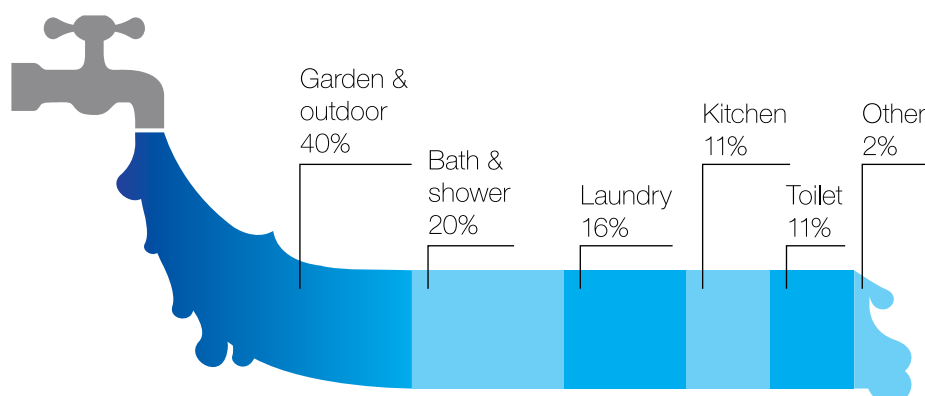 Garden &
outdoor
40%
Bath &
shower
20%
Laundry
16%
Kitchen
11%
Toilet
11%
Other
2%